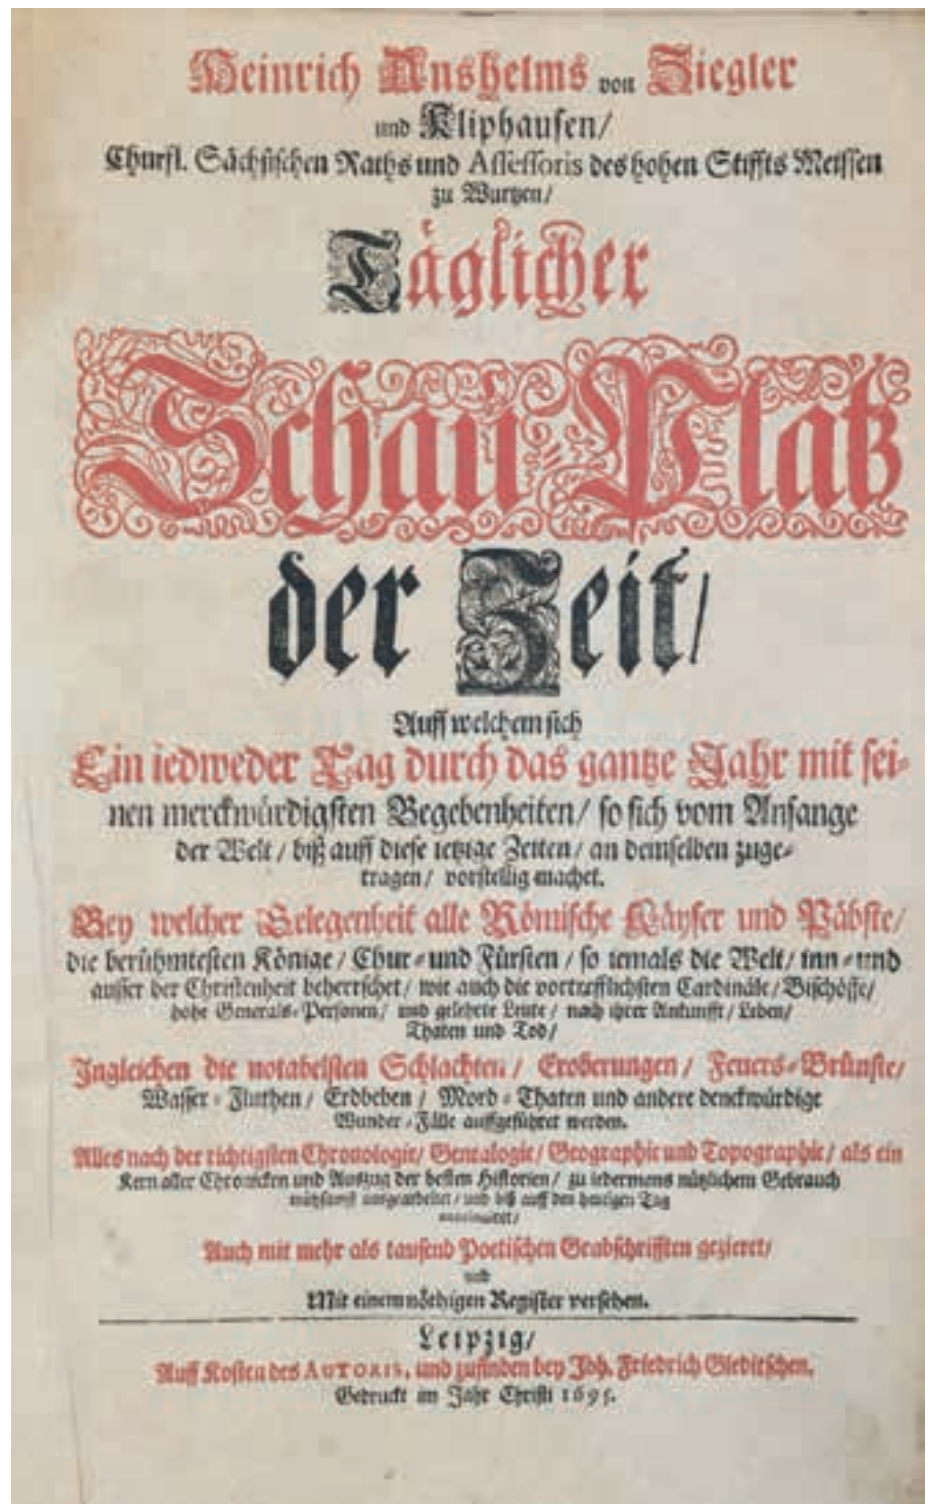 Heinrich Anshelms von Ziegler
und Kliphausen/
Churfl. Sächsischen Raths und Assessoris des hohen Stiffts Meissen
zu Wurtzen/
Täglicher
Schau Platz
der Zeit/
Auff welchem sich
Ein iedweder Tag durch das gantze Jahr mit sei-
nen merckwürdigsten Begebenheiten/ so sich vom Anfange
der Welt/ biß auff diese ietzige Zeiten/ an demselben zuge-
tragen/ vorstellig machet.
Bey welcher Gelegenheit alle Römische Käyser und Päbste/
die berühmtesten Könige/ Chur- und Fürsten/ so iemals die Welt/ inn- und
ausser der Christenheit beherrschet/ wie auch die vortrefflichsten Cardinäle/ Bischöffe/
hohe Generals-Personen/ und gelehrte Leute/ nach ihrer Ankunfft/ Leben/
Thaten und Tod/
Ingleichen die notabelsten Schlachten/ Eroberungen/ Feuers-Brünste/
Wasser-Fluthen/ Erdbeben/ Mord-Thaten und andere denckwürdige
Wunder-Fälle auffgeführet werden.
Alles nach der richtigsten Chronologie/ Genealogie/ Geographie und Topographie/ als ein
Kern aller Chronicken und Auszug der besten Historien/ zu iedermans nützlichem Gebrauch
mühsamst ausgearbeitet/ und biß auff den heutigen Tag
Auch mit mehr als tausend Poetischen Grabschrifften gezieret/
und
Mit einem nöthigen Register versehen.
Leipzig/
Auff Kosten des AUTORIS, und zufinden bey Joh. Friedrich Gleditschen.
Gedruckt im Jahr Christi 1695.